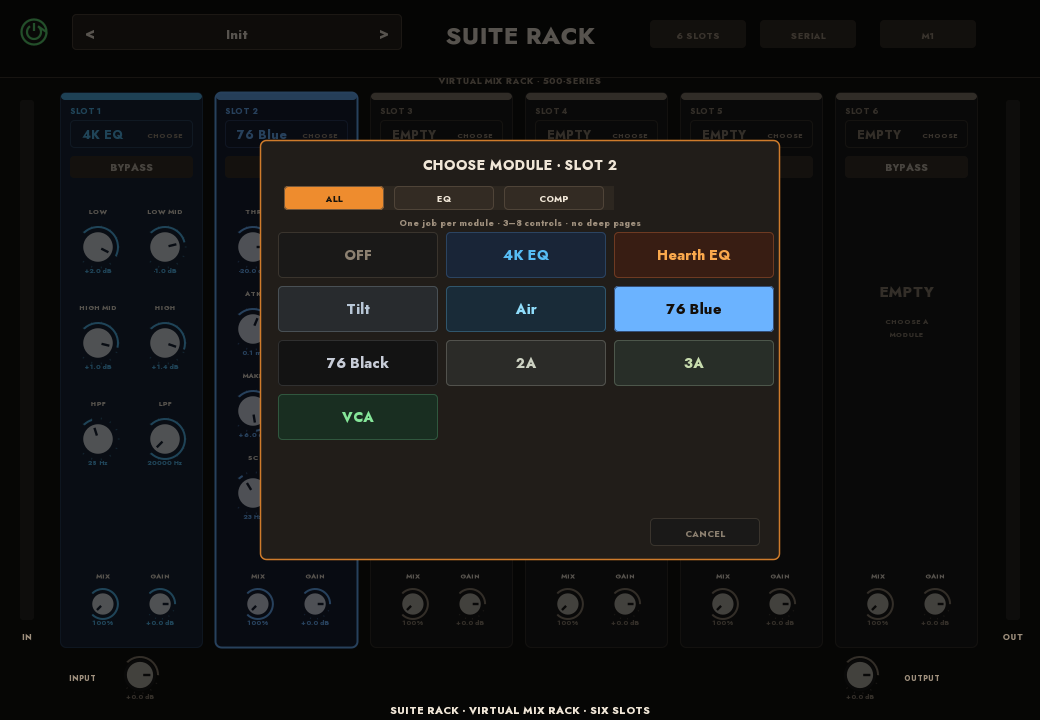 < Init >
SUITE RACK
6 SLOTS
SERIAL
M1
VIRTUAL MIX RACK · 500-SERIES
SLOT 1
SLOT 2
SLOT 3
SLOT 4
SLOT 5
SLOT 6
4K EQ CHOOSE
76 Blue CHOOSE
EMPTY CHOOSE
EMPTY CHOOSE
EMPTY CHOOSE
EMPTY CHOOSE
BYPASS
BYPASS
CHOOSE MODULE · SLOT 2
ALL
EQ
COMP
One job per module · 3–8 controls · no deep pages
OFF
4K EQ
Hearth EQ
Tilt
Air
76 Blue
76 Black
2A
3A
VCA
CANCEL
LOW
LOW MID
+2.0 dB
-1.0 dB
HIGH MID
HIGH
+1.0 dB
+1.4 dB
HPF
LPF
25 Hz
20000 Hz
EMPTY
CHOOSE A
MODULE
MIX
GAIN
MIX
GAIN
MIX
GAIN
MIX
GAIN
MIX
GAIN
MIX
GAIN
100%
+0.0 dB
100%
+0.0 dB
100%
+0.0 dB
100%
+0.0 dB
100%
+0.0 dB
100%
+0.0 dB
IN
OUT
INPUT
+0.0 dB
+0.0 dB
OUTPUT
SUITE RACK · VIRTUAL MIX RACK · SIX SLOTS